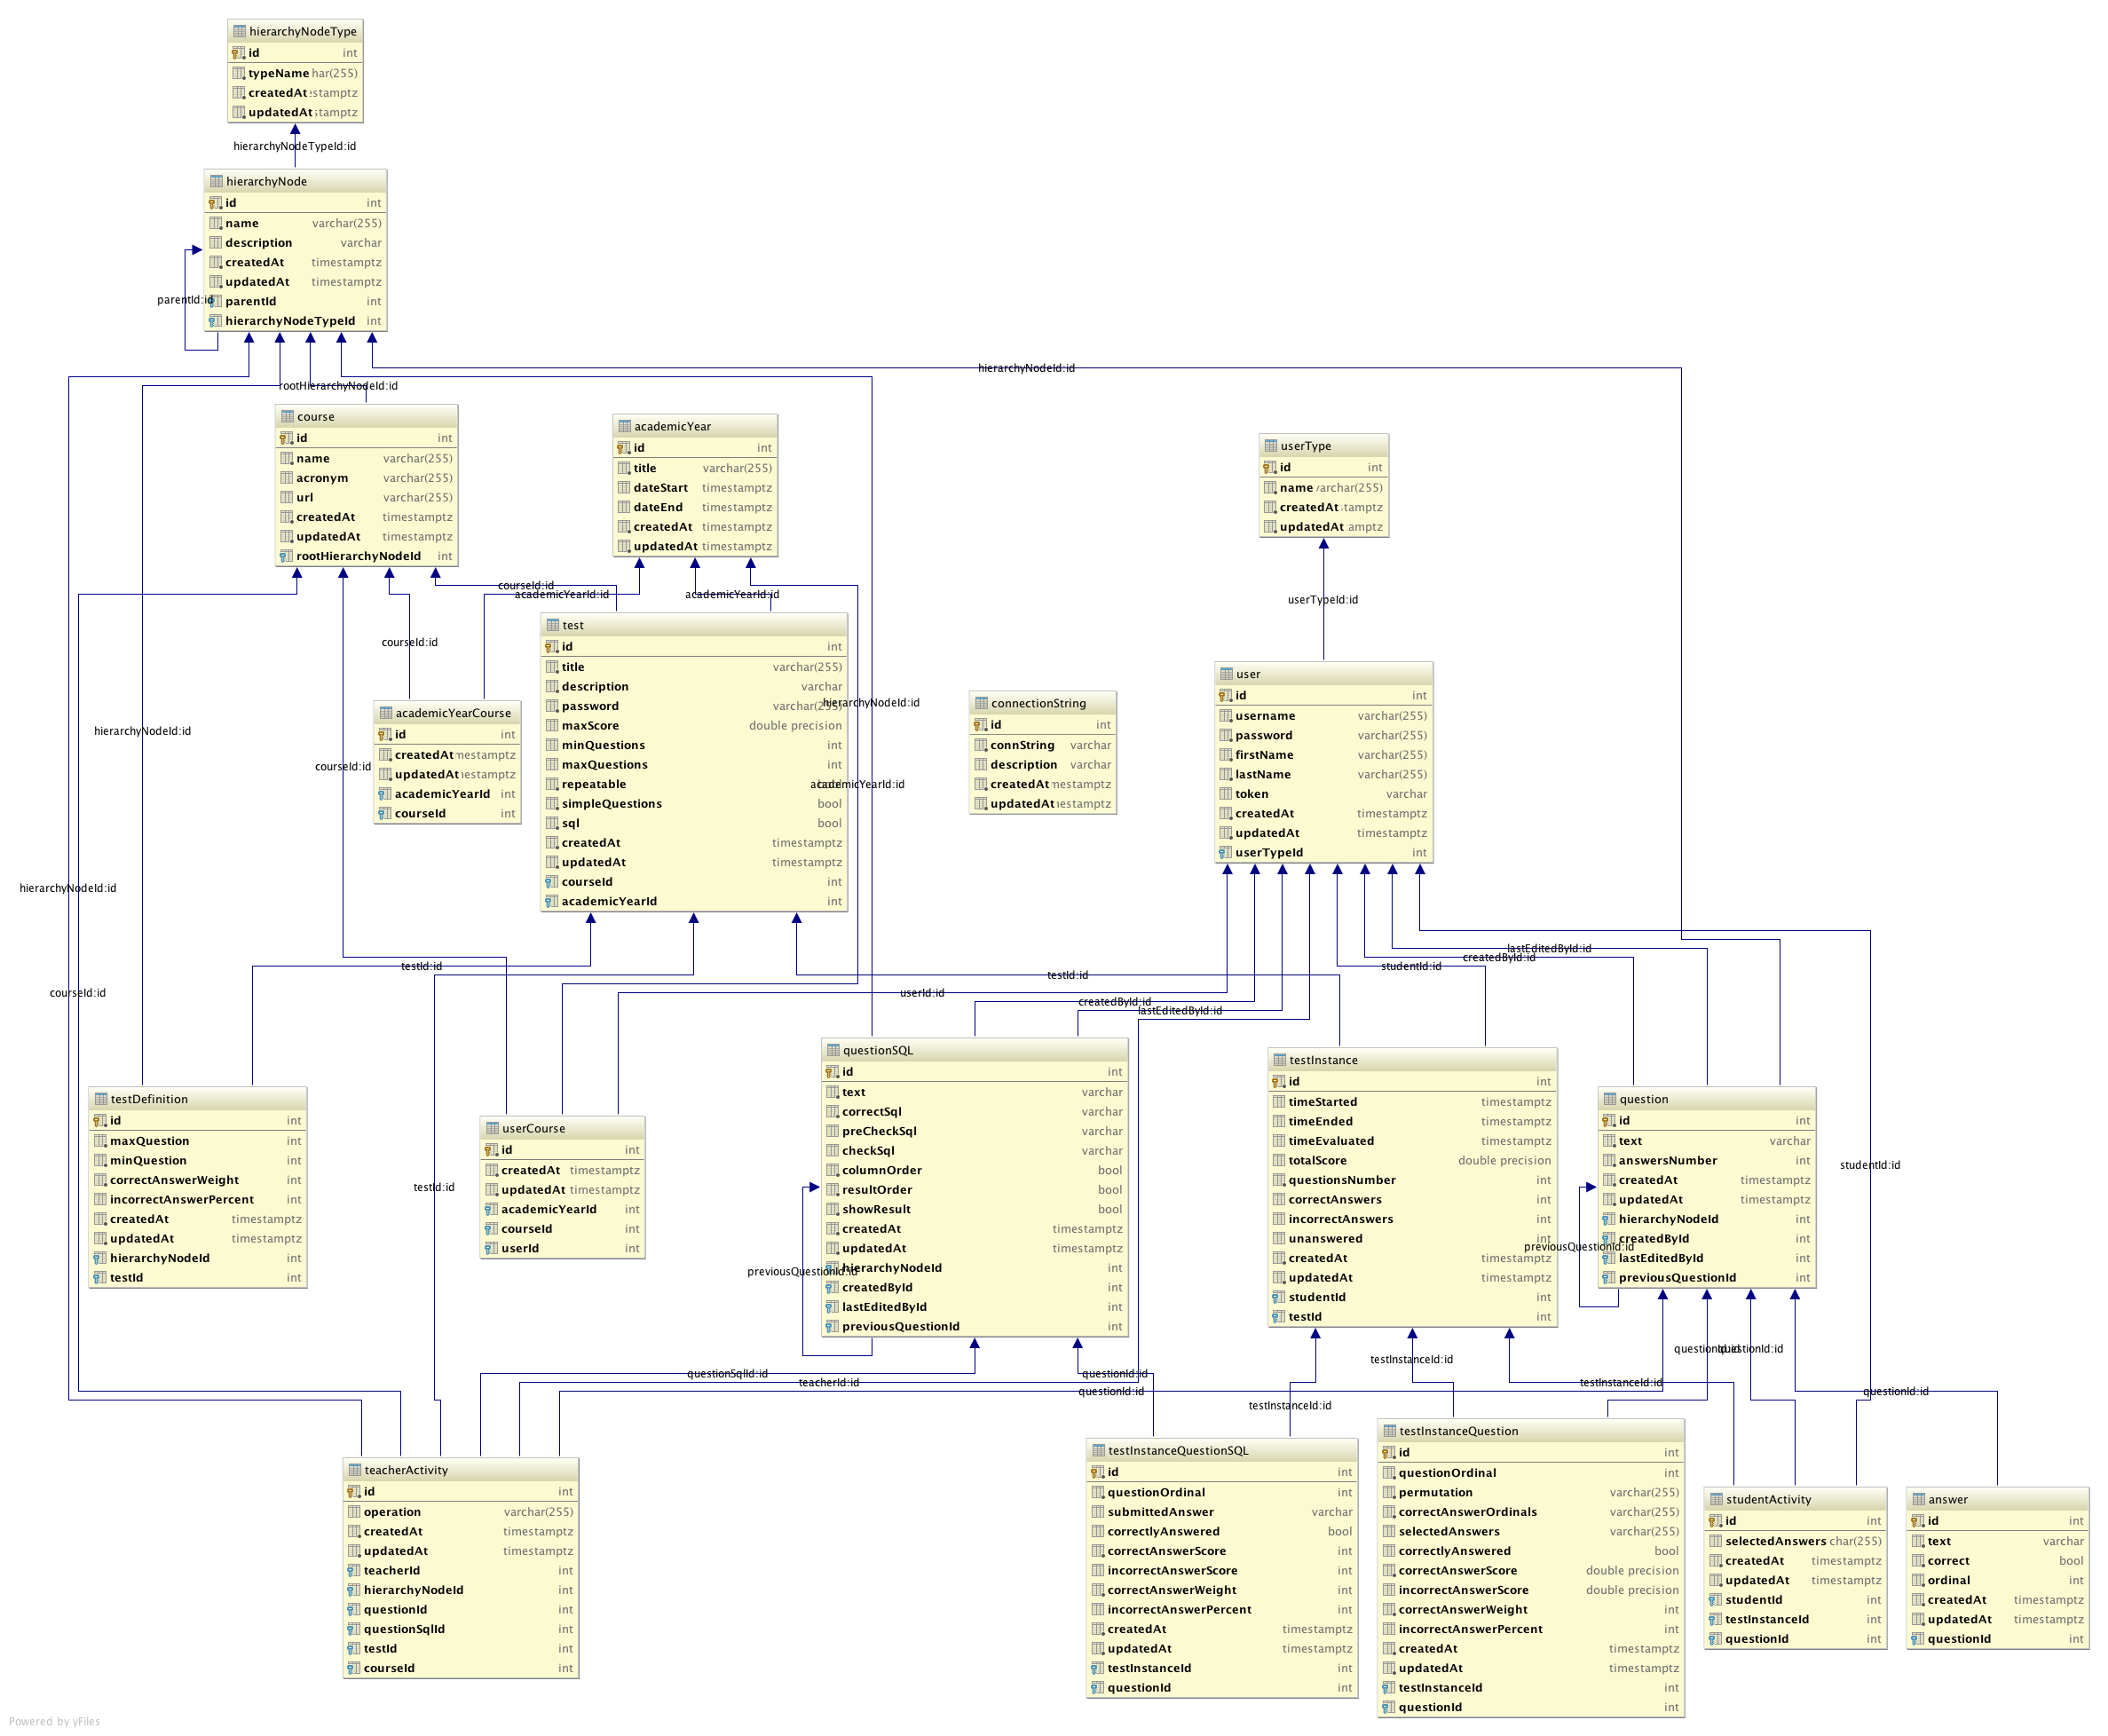 hierarchyNodeType
id int
typeName har(255)
createdAt estamptz
updatedAt stamptz
hierarchyNodeTypeId:id
hierarchyNode
id int
name varchar(255)
description varchar
createdAt timestamptz
updatedAt timestamptz
parentId int
hierarchyNodeTypeId int
parentId:id
hierarchyNodeId:id
rootHierarchyNodeId:id
course
id int
name varchar(255)
acronym varchar(255)
url varchar(255)
createdAt timestamptz
updatedAt timestamptz
rootHierarchyNodeId int
academicYear
id int
title varchar(255)
dateStart timestamptz
dateEnd timestamptz
createdAt timestamptz
updatedAt timestamptz
userType
id int
name varchar(255)
createdAt tamptz
updatedAt amptz
courseId:id
academicYearId:id
academicYearId:id
userTypeId:id
courseId:id
test
id int
title varchar(255)
description varchar
password varchar(255)
maxScore double precision
minQuestions int
maxQuestions int
repeatable bool
simpleQuestions bool
sql bool
createdAt timestamptz
updatedAt timestamptz
courseId int
academicYearId int
hierarchyNodeId:id
academicYearId:id
academicYearCourse
id int
createdAt mestamptz
updatedAt nestamptz
academicYearId int
courseId int
connectionString
id int
connString varchar
description varchar
createdAt mestamptz
updatedAt nestamptz
user
id int
username varchar(255)
password varchar(255)
firstName varchar(255)
lastName varchar(255)
token varchar
createdAt timestamptz
updatedAt timestamptz
userTypeId int
hierarchyNodeId:id
courseId:id
hierarchyNodeId:id
courseId:id
testId:id
testId:id
lastEditedById:id
createdById:id
studentId:id
userId:id
createdById:id
lastEditedById:id
testDefinition
id int
maxQuestion int
minQuestion int
correctAnswerWeight int
incorrectAnswerPercent int
createdAt timestamptz
updatedAt timestamptz
hierarchyNodeId int
testId int
testId:id
userCourse
id int
createdAt timestamptz
updatedAt timestamptz
academicYearId int
courseId int
userId int
questionSQL
id int
text varchar
correctSql varchar
preCheckSql varchar
checkSql varchar
columnOrder bool
resultOrder bool
showResult bool
createdAt timestamptz
updatedAt timestamptz
hierarchyNodeId int
createdById int
lastEditedById int
previousQuestionId int
previousQuestionId:id
testInstance
id int
timeStarted timestamptz
timeEnded timestamptz
timeEvaluated timestamptz
totalScore double precision
questionsNumber int
correctAnswers int
incorrectAnswers int
unanswered int
createdAt timestamptz
updatedAt timestamptz
studentId int
testId int
question
id int
text varchar
answersNumber int
createdAt timestamptz
updatedAt timestamptz
hierarchyNodeId int
createdById int
lastEditedById int
previousQuestionId int
previousQuestionId:id
studentId:id
questionSqlId:id
teacherId:id
questionId:id
questionId:id
testInstanceId:id
testInstanceId:id
questionId:id
questionId:id
testInstanceId:id
questionId:id
teacherActivity
id int
operation varchar(255)
createdAt timestamptz
updatedAt timestamptz
teacherId int
hierarchyNodeId int
questionId int
questionSqlId int
testId int
courseId int
testInstanceQuestionSQL
id int
questionOrdinal int
submittedAnswer varchar
correctlyAnswered bool
correctAnswerScore int
incorrectAnswerScore int
correctAnswerWeight int
incorrectAnswerPercent int
createdAt timestamptz
updatedAt timestamptz
testInstanceId int
questionId int
testInstanceQuestion
id int
questionOrdinal int
permutation varchar(255)
correctAnswerOrdinals varchar(255)
selectedAnswers varchar(255)
correctlyAnswered bool
correctAnswerScore double precision
incorrectAnswerScore double precision
correctAnswerWeight int
incorrectAnswerPercent int
createdAt timestamptz
updatedAt timestamptz
testInstanceId int
questionId int
studentActivity
id int
selectedAnswers char(255)
createdAt timestamptz
updatedAt timestamptz
studentId int
testInstanceId int
questionId int
answer
id int
text varchar
correct bool
ordinal int
createdAt timestamptz
updatedAt timestamptz
questionId int
Powered by yFiles